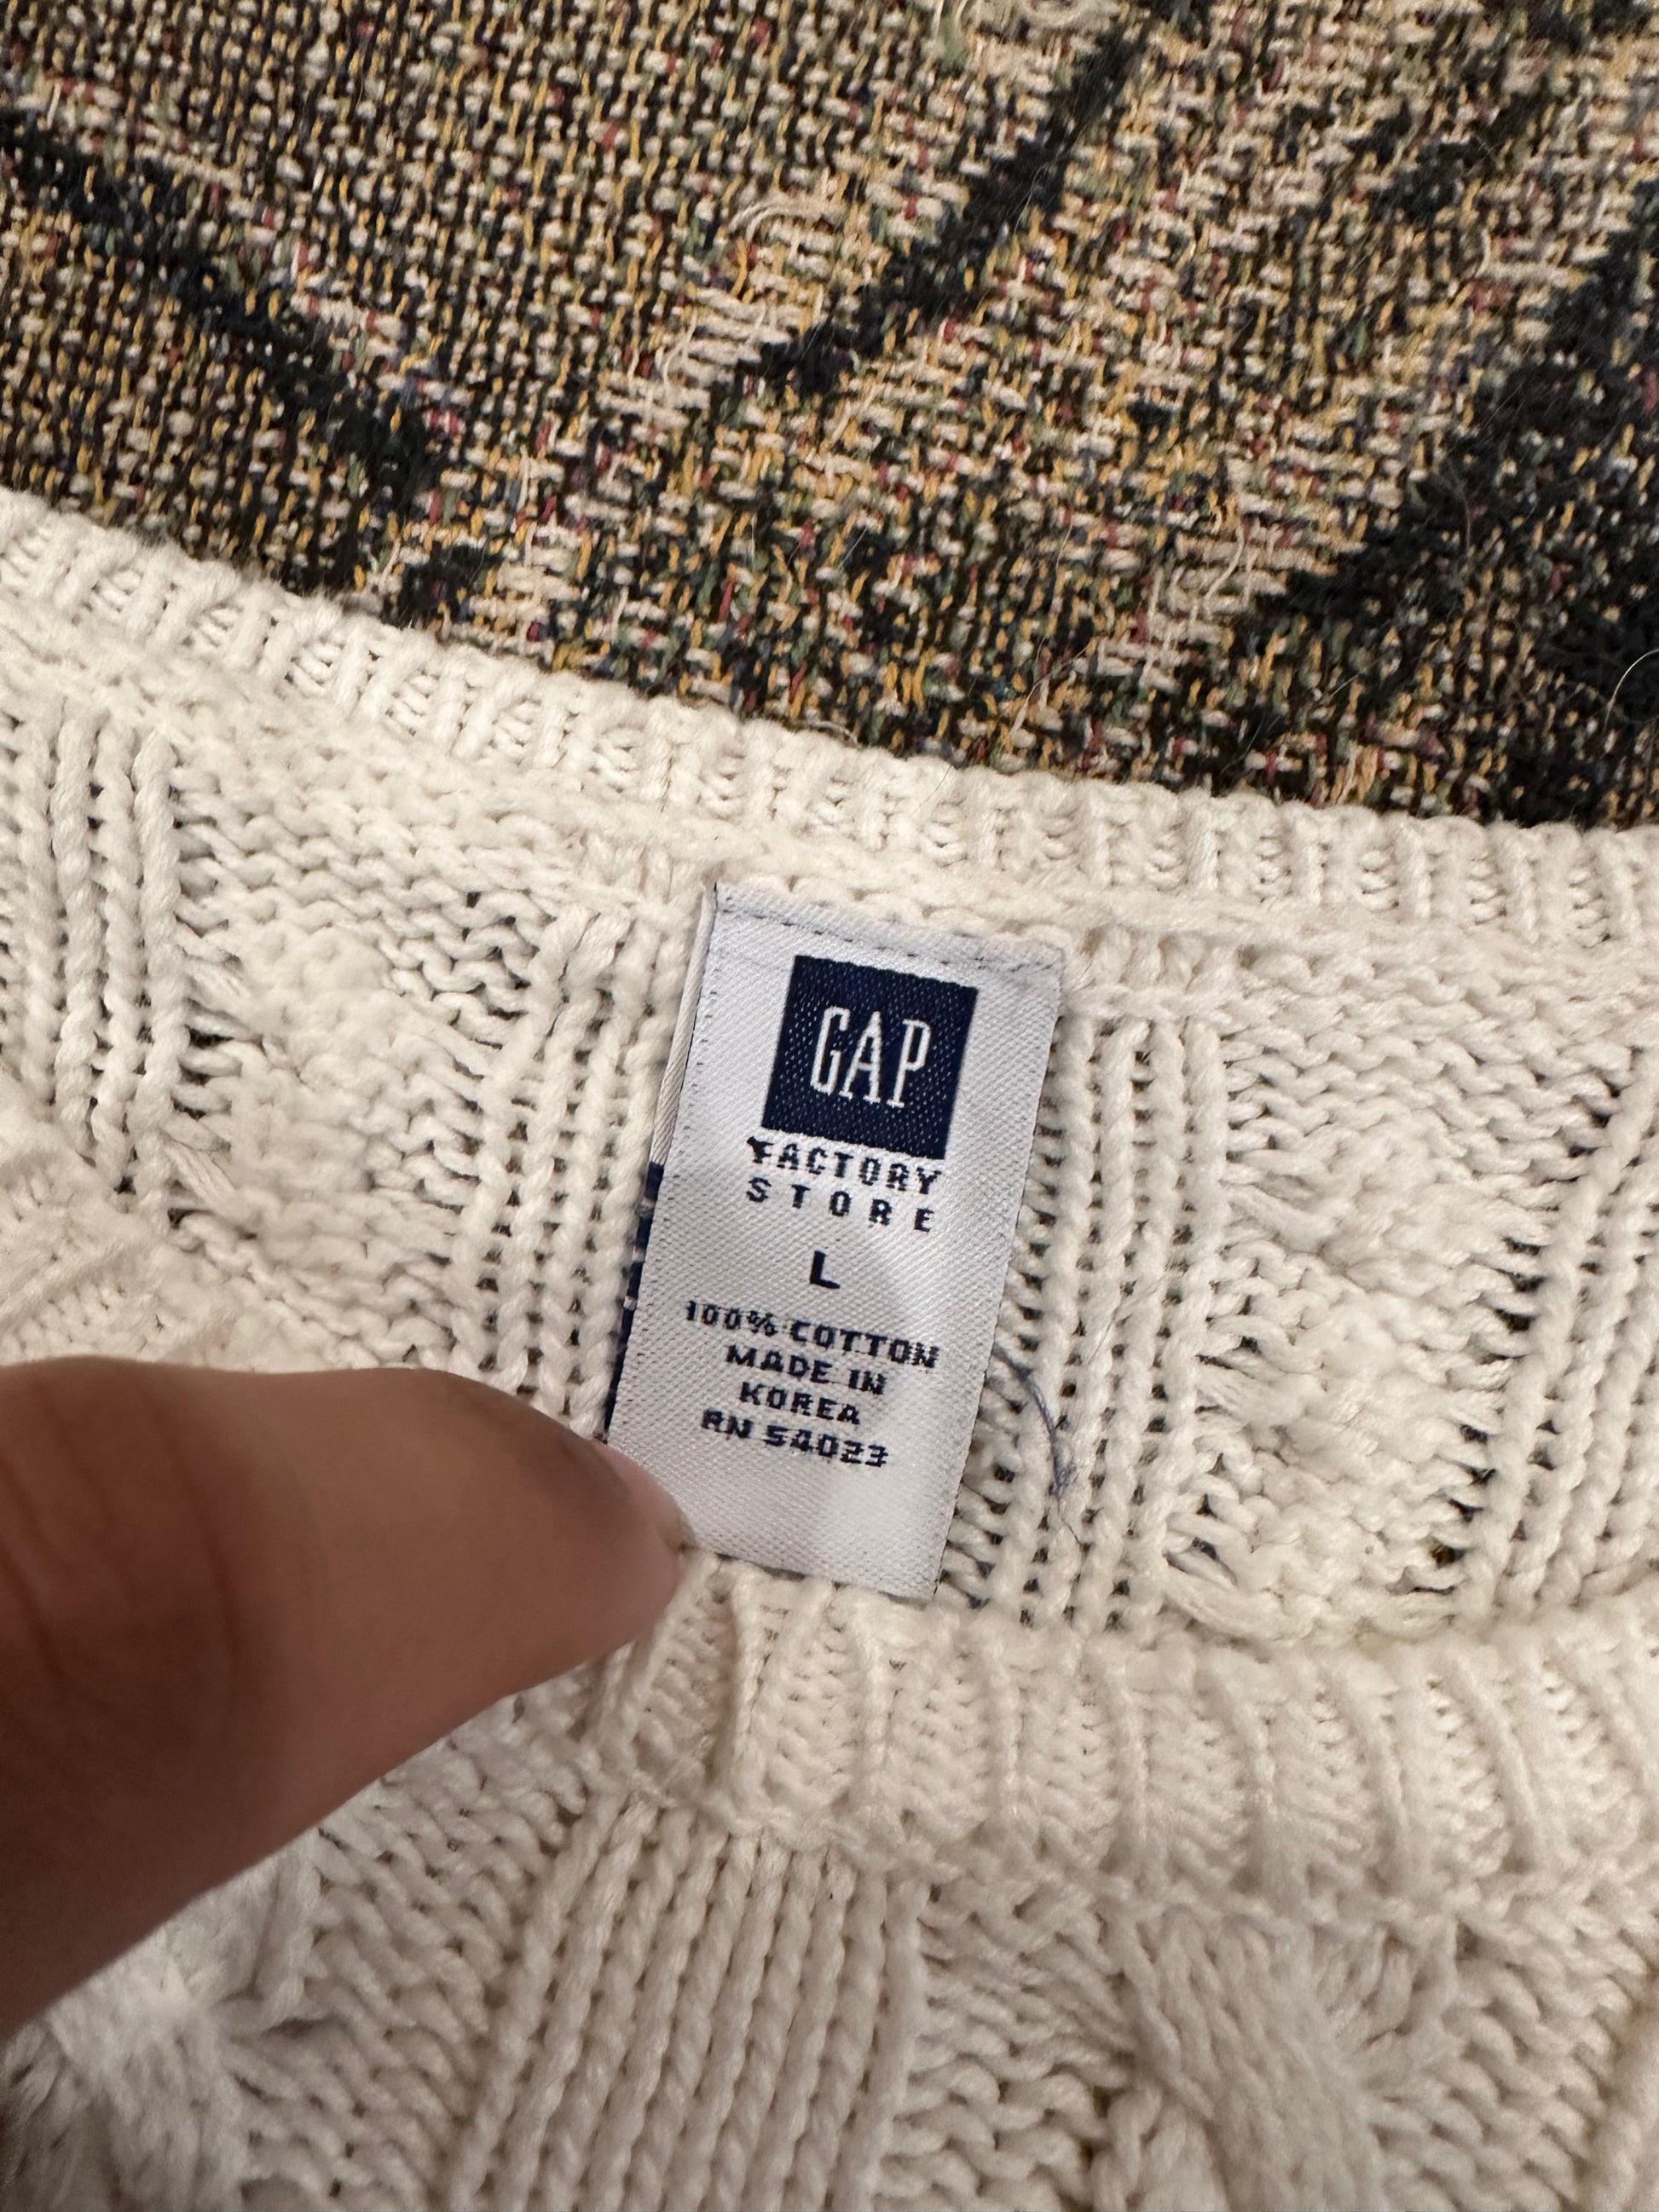 GAP
FACTORY
STORE
L
100% COTTON
MADE IN
KOREA
RN 54023